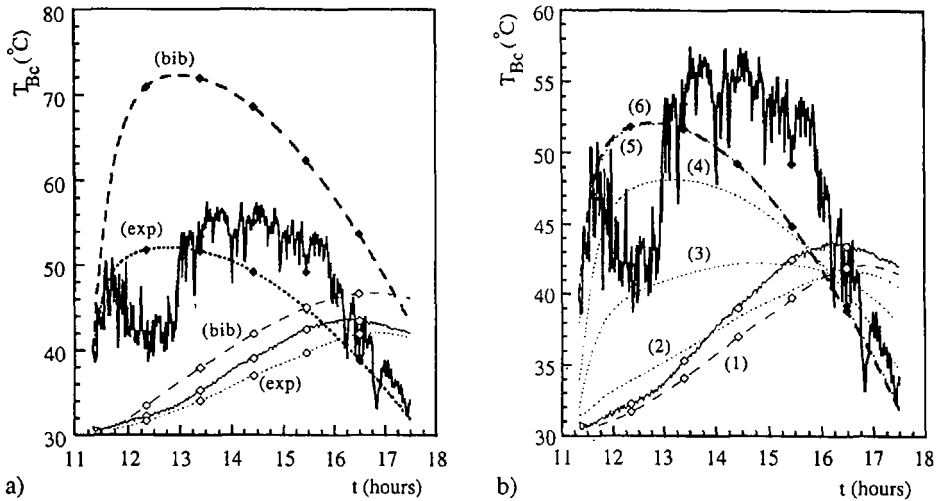 T_Bc (°C)
80
70
60
50
40
30
(bib)
(exp)
(bib)
(exp)
11 12 13 14 15 16 17 18
t (hours)
a)
T_Bc (°C)
60
55
50
45
40
35
30
(6)
(5)
(4)
(3)
(2)
(1)
11 12 13 14 15 16 17 18
t (hours)
b)